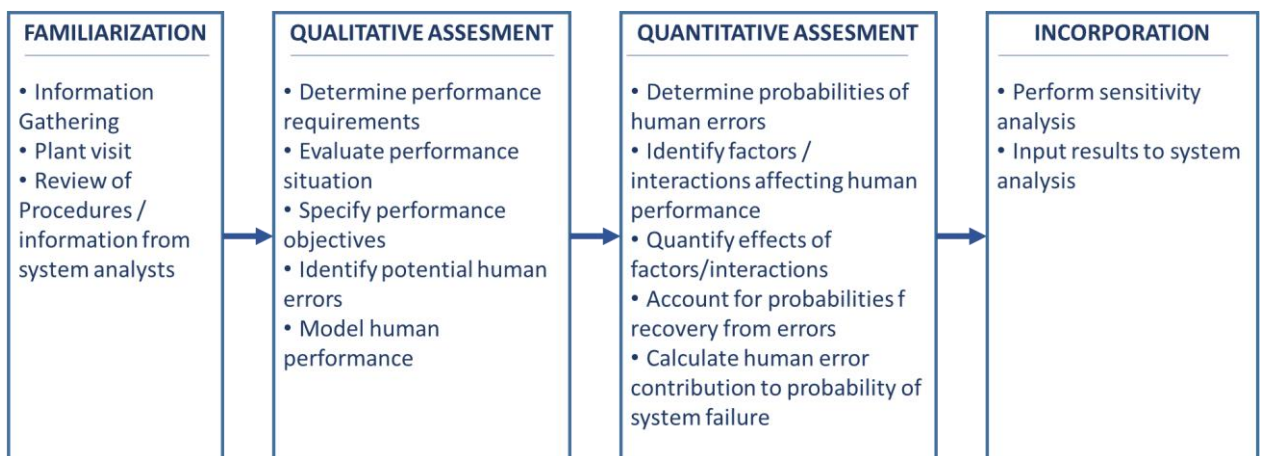 FAMILIARIZATION
• Information
Gathering
• Plant visit
• Review of
Procedures /
information from
system analysts
QUALITATIVE ASSESMENT
• Determine performance
requirements
• Evaluate performance
situation
• Specify performance
objectives
• Identify potential human
errors
• Model human
performance
QUANTITATIVE ASSESMENT
• Determine probabilities of
human errors
• Identify factors /
interactions affecting human
performance
• Quantify effects of
factors/interactions
• Account for probabilities f
recovery from errors
• Calculate human error
contribution to probability of
system failure
INCORPORATION
• Perform sensitivity
analysis
• Input results to system
analysis